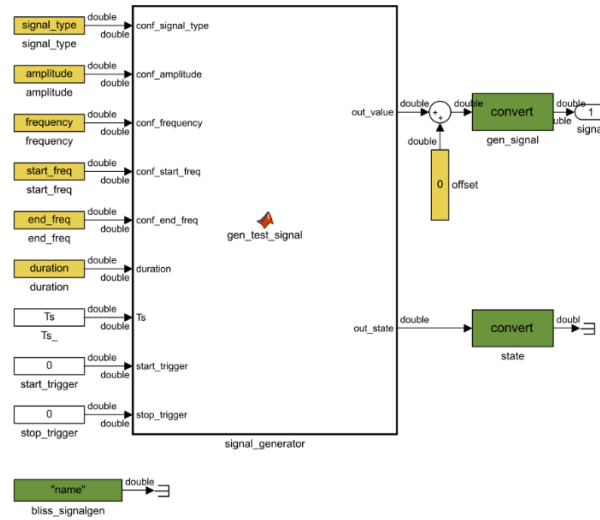 signal_type
double
double
signal_type
conf_signal_type
amplitude
double
double
amplitude
conf_amplitude
frequency
double
double
frequency
conf_frequency
start_freq
double
double
start_freq
conf_start_freq
end_freq
double
double
end_freq
conf_end_freq
duration
double
double
duration
duration
Ts
double
double
Ts_
Ts
0
double
double
start_trigger
start_trigger
0
double
double
stop_trigger
stop_trigger
gen_test_signal
signal_generator
out_value
double
+
+
double
double
0
offset
convert
gen_signal
double
uble
1
signa
out_state
double
convert
state
doubl
"name"
double
bliss_signalgen